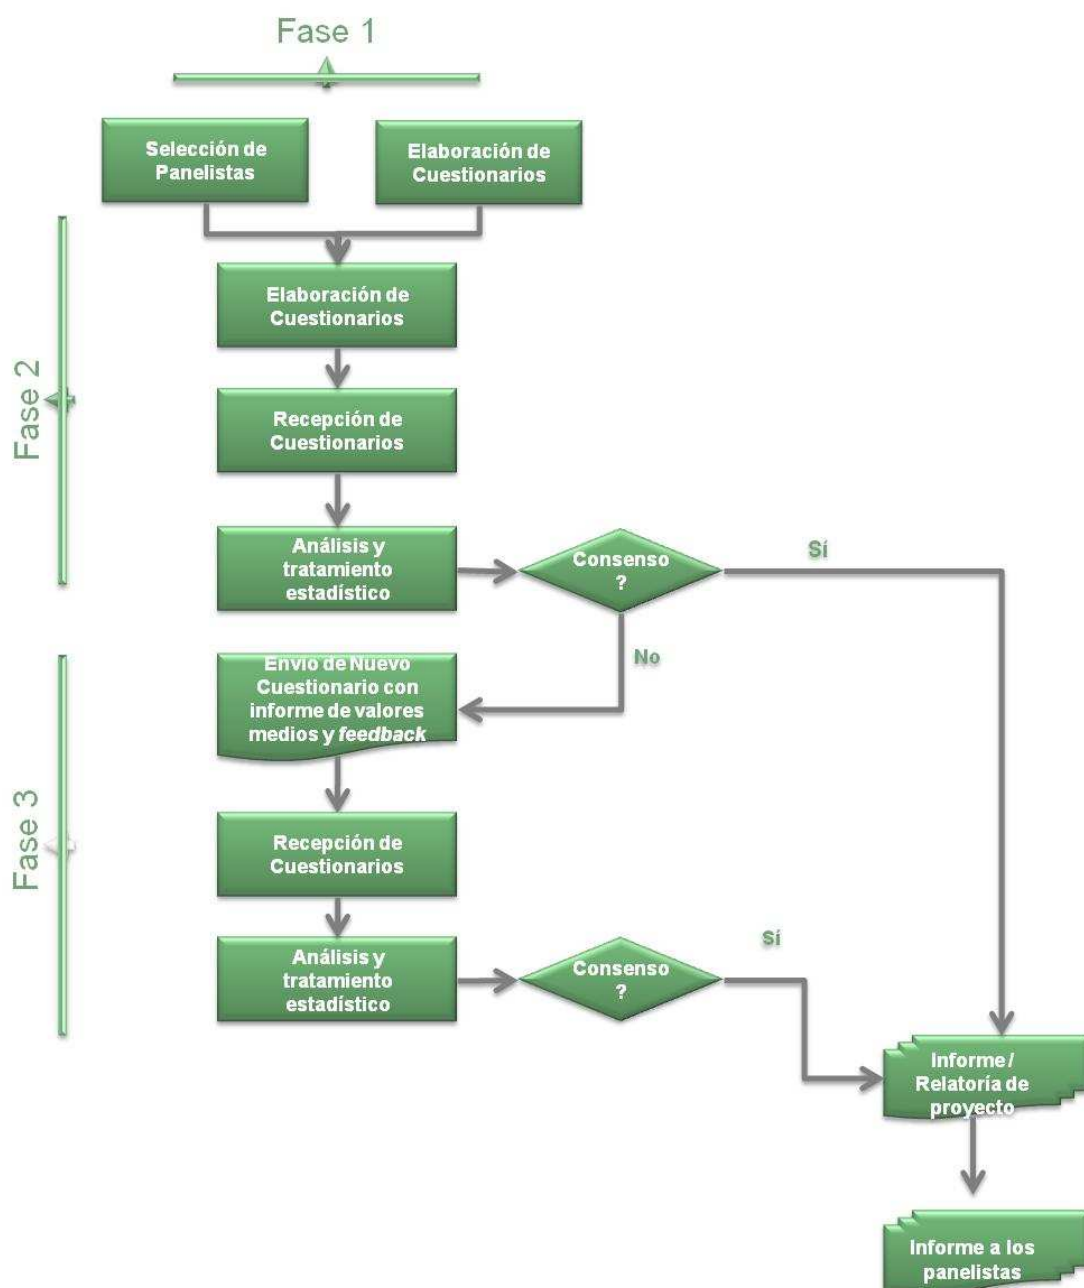 Fase 1
Selección de
Panelistas
Elaboración de
Cuestionarios
Fase 2
Elaboración de
Cuestionarios
Recepción de
Cuestionarios
Análisis y
tratamiento
estadístico
Consenso
?
Sí
No
Fase 3
Envío de Nuevo
Cuestionario con
informe de valores
medios y feedback
Recepción de
Cuestionarios
Análisis y
tratamiento
estadístico
Consenso
?
Sí
Informe /
Relatoría de
proyecto
Informe a los
panelistas